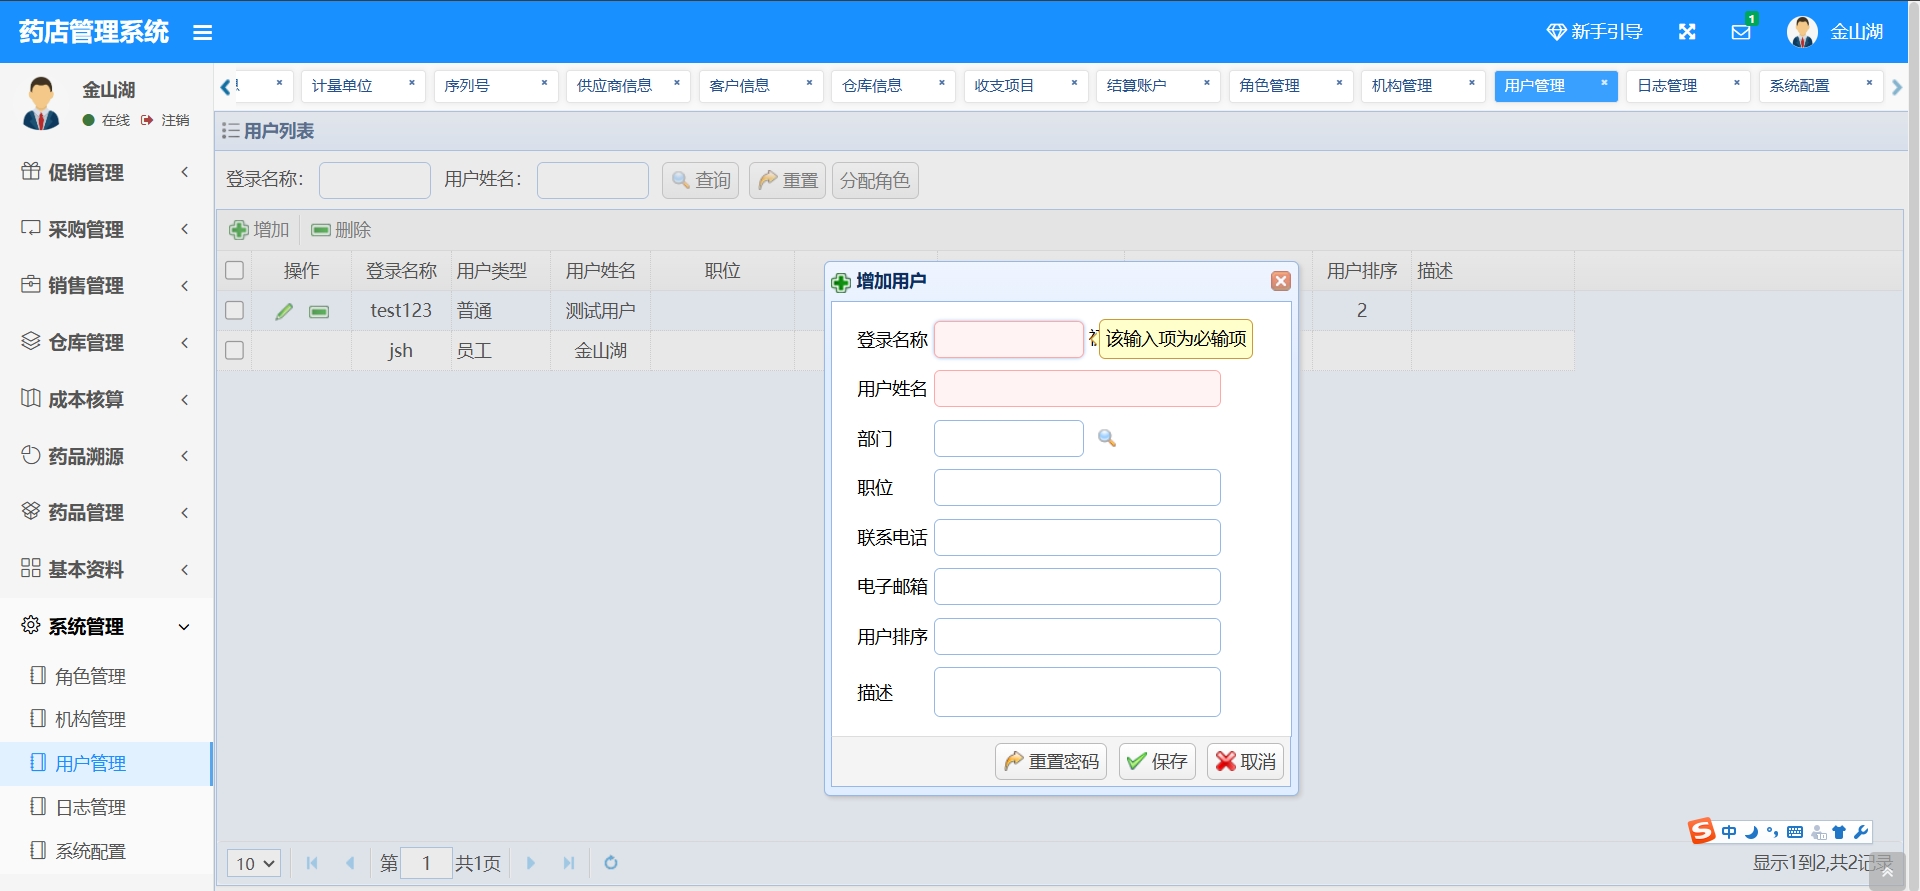 药店管理系统
新手引导
1
金山湖
金山湖
在线 注销
计量单位
序列号
供应商信息
客户信息
仓库信息
收支项目
结算账户
角色管理
机构管理
用户管理
日志管理
系统配置
用户列表
登录名称:
用户姓名:
查询
重置
分配角色
增加
删除
操作 登录名称 用户类型 用户姓名 职位 用户排序 描述
test123 普通 测试用户 2
jsh 员工 金山湖
促销管理
采购管理
销售管理
仓库管理
成本核算
药品溯源
药品管理
基本资料
系统管理
角色管理
机构管理
用户管理
日志管理
系统配置
增加用户
登录名称
该输入项为必输项
用户姓名
部门
职位
联系电话
电子邮箱
用户排序
描述
重置密码
保存
取消
10
第 1 共1页
中
显示1到2,共2记录